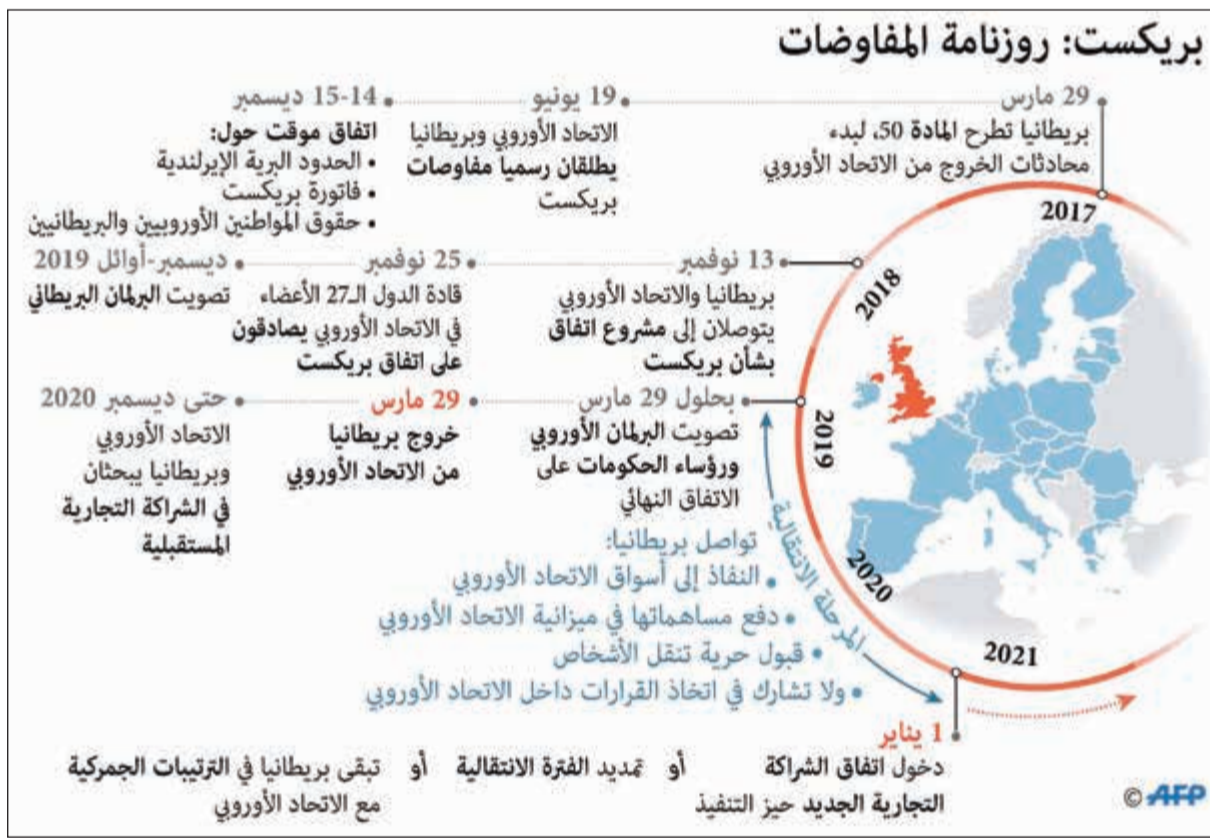 بريكست: روزنامة المفاوضات
29 مارس
بريطانيا تطرح المادة 50، لبدء
محادثات الخروج من الاتحاد الأوروبي
19 يونيو
الاتحاد الأوروبي وبريطانيا
يطلقان رسميا مفاوصات
بريكست
14-15 ديسمبر
اتفاق موقت حول:
• الحدود البرية الإيرلندية
• فاتورة بريكست
• حقوق المواطنين الأوروبيين والبريطانيين
2017
13 نوفمبر
بريطانيا والاتحاد الأوروبي
يتوصلان إلى مشروع اتفاق
بشأن بريكست
25 نوفمبر
قادة الدول الـ27 الأعضاء
في الاتحاد الأوروبي يصادقون
على اتفاق بريكست
ديسمبر-أوائل 2019
تصويت البرلمان البريطاني
2018
بحلول 29 مارس
تصويت البرلمان الأوروبي
ورؤساء الحكومات على
الاتفاق النهائي
29 مارس
خروج بريطانيا
من الاتحاد الأوروبي
حتى ديسمبر 2020
الاتحاد الأوروبي
وبريطانيا يبحثان
في الشراكة التجارية
المستقبلية
2019
المرحلة الانتقالية
تواصل بريطانيا:
• النفاذ إلى أسواق الاتحاد الأوروبي
• دفع مساهماتها في ميزانية الاتحاد الأوروبي
• قبول حرية تنقل الأشخاص
• ولا تشارك في اتخاذ القرارات داخل الاتحاد الأوروبي
2020
2021
1 يناير
دخول اتفاق الشراكة
التجارية الجديد حيز التنفيذ
أو
تمديد الفترة الانتقالية
أو
تبقى بريطانيا في الترتيبات الجمركية
مع الاتحاد الأوروبي
© AFP